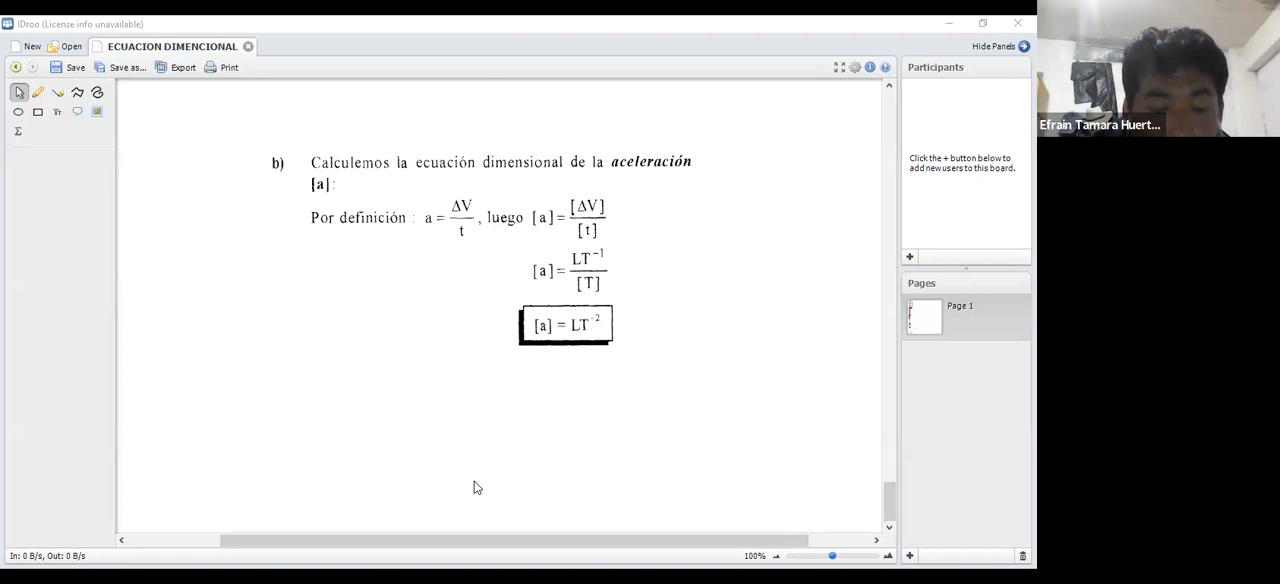 IDroo (License info unavailable)
New Open ECUACION DIMENCIONAL
Hide Panels
Save Save as... Export Print
Participants
Efrain Tamara Huert...
Click the + button below to
add new users to this board.
b) Calculemos la ecuación dimensional de la aceleración
[a]:
Por definición : a = ΔV/t , luego [a] = [ΔV]/[t]
[a] = LT⁻¹/[T]
[a] = LT⁻²
Pages
Page 1
In: 0 B/s, Out: 0 B/s
100%